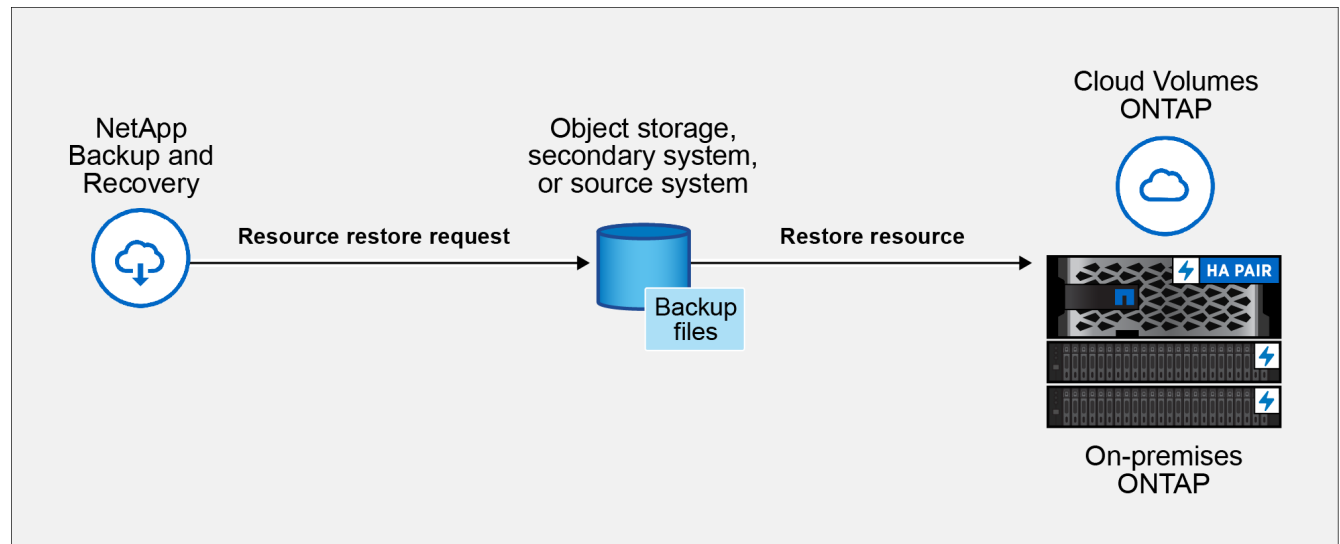 NetApp
Backup and
Recovery
Resource restore request
Object storage,
secondary system,
or source system
Backup
files
Restore resource
Cloud Volumes
ONTAP
HA PAIR
On-premises
ONTAP